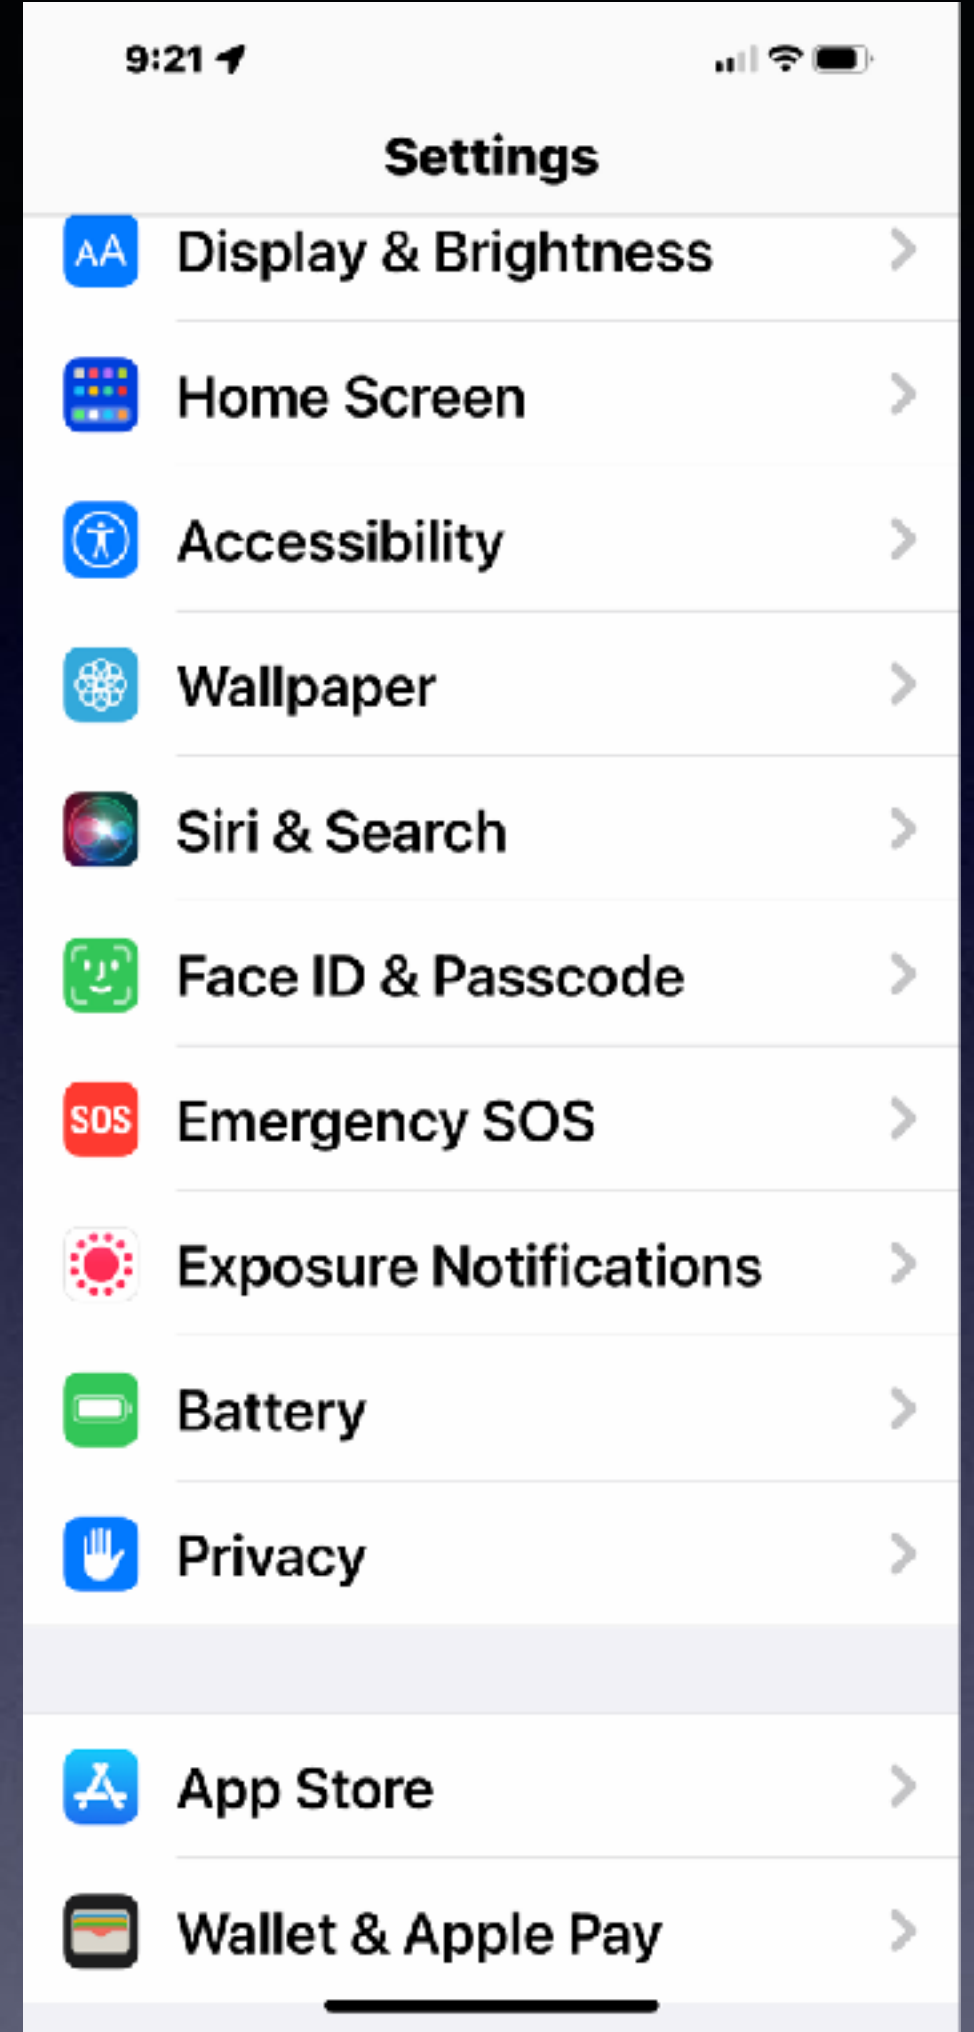 9:21
Settings
AA Display & Brightness
Home Screen
Accessibility
Wallpaper
Siri & Search
Face ID & Passcode
SOS Emergency SOS
Exposure Notifications
Battery
Privacy
App Store
Wallet & Apple Pay